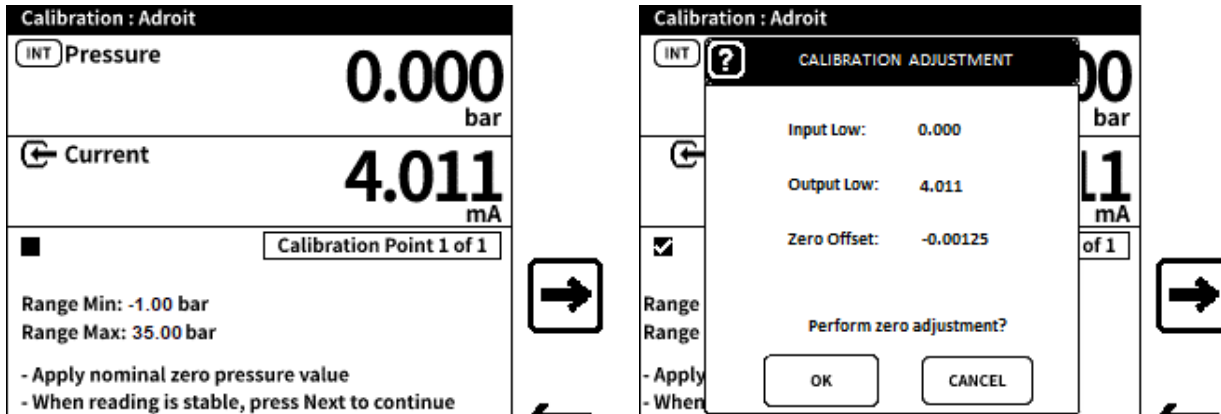 Calibration : Adroit
INT Pressure
0.000
bar
Current
4.011
mA
Calibration Point 1 of 1
Range Min: -1.00 bar
Range Max: 35.00 bar
- Apply nominal zero pressure value
- When reading is stable, press Next to continue
Calibration : Adroit
INT
? CALIBRATION ADJUSTMENT
00
bar
Input Low: 0.000
Output Low: 4.011
11
mA
Zero Offset: -0.00125
of 1
Range
Range
Perform zero adjustment?
- Apply
- When
OK CANCEL